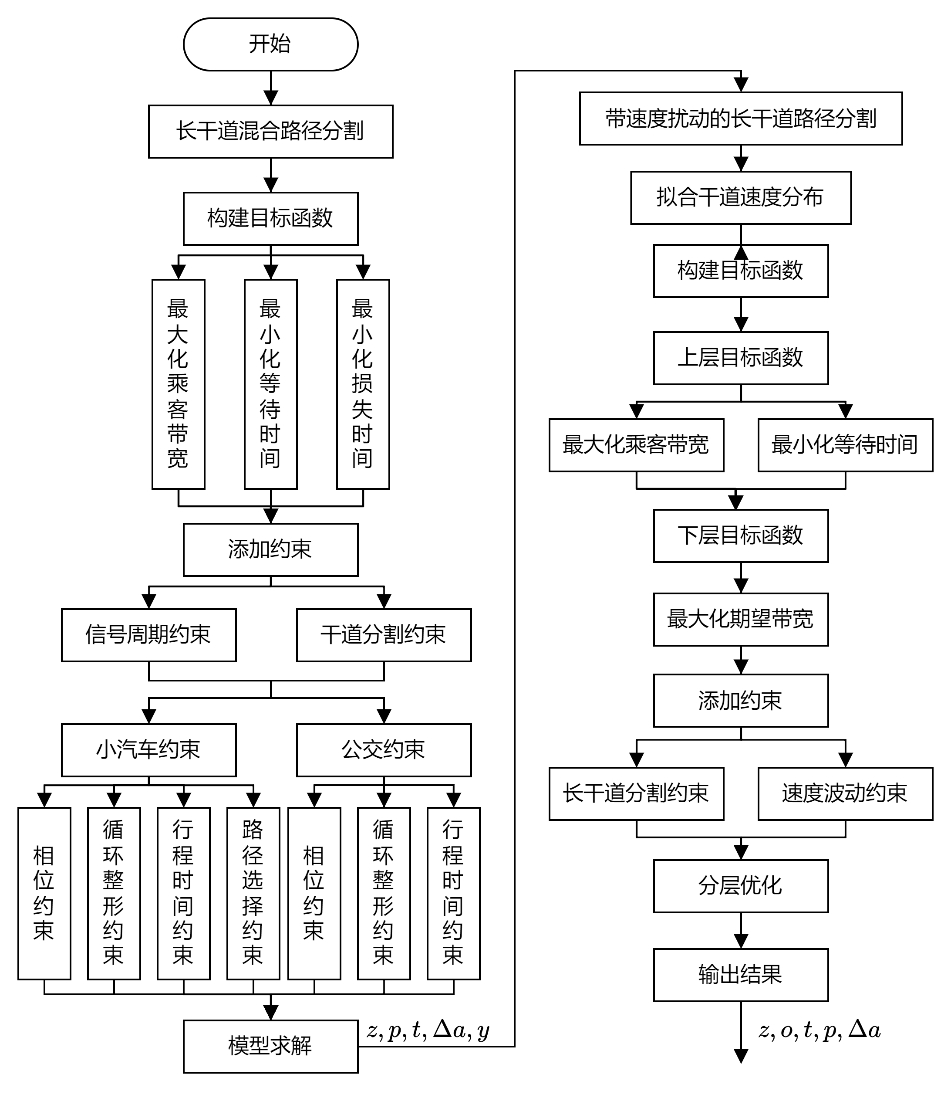 开始
长干道混合路径分割
构建目标函数
最大化乘客带宽
最小化等待时间
最小化损失时间
添加约束
信号周期约束
干道分割约束
小汽车约束
公交约束
相位约束
循环整形约束
行程时间约束
路径选择约束
相位约束
循环整形约束
行程时间约束
模型求解
z, p, t, Δa, y
带速度扰动的长干道路径分割
拟合干道速度分布
构建目标函数
上层目标函数
最大化乘客带宽
最小化等待时间
下层目标函数
最大化期望带宽
添加约束
长干道分割约束
速度波动约束
分层优化
输出结果
z, o, t, p, Δa